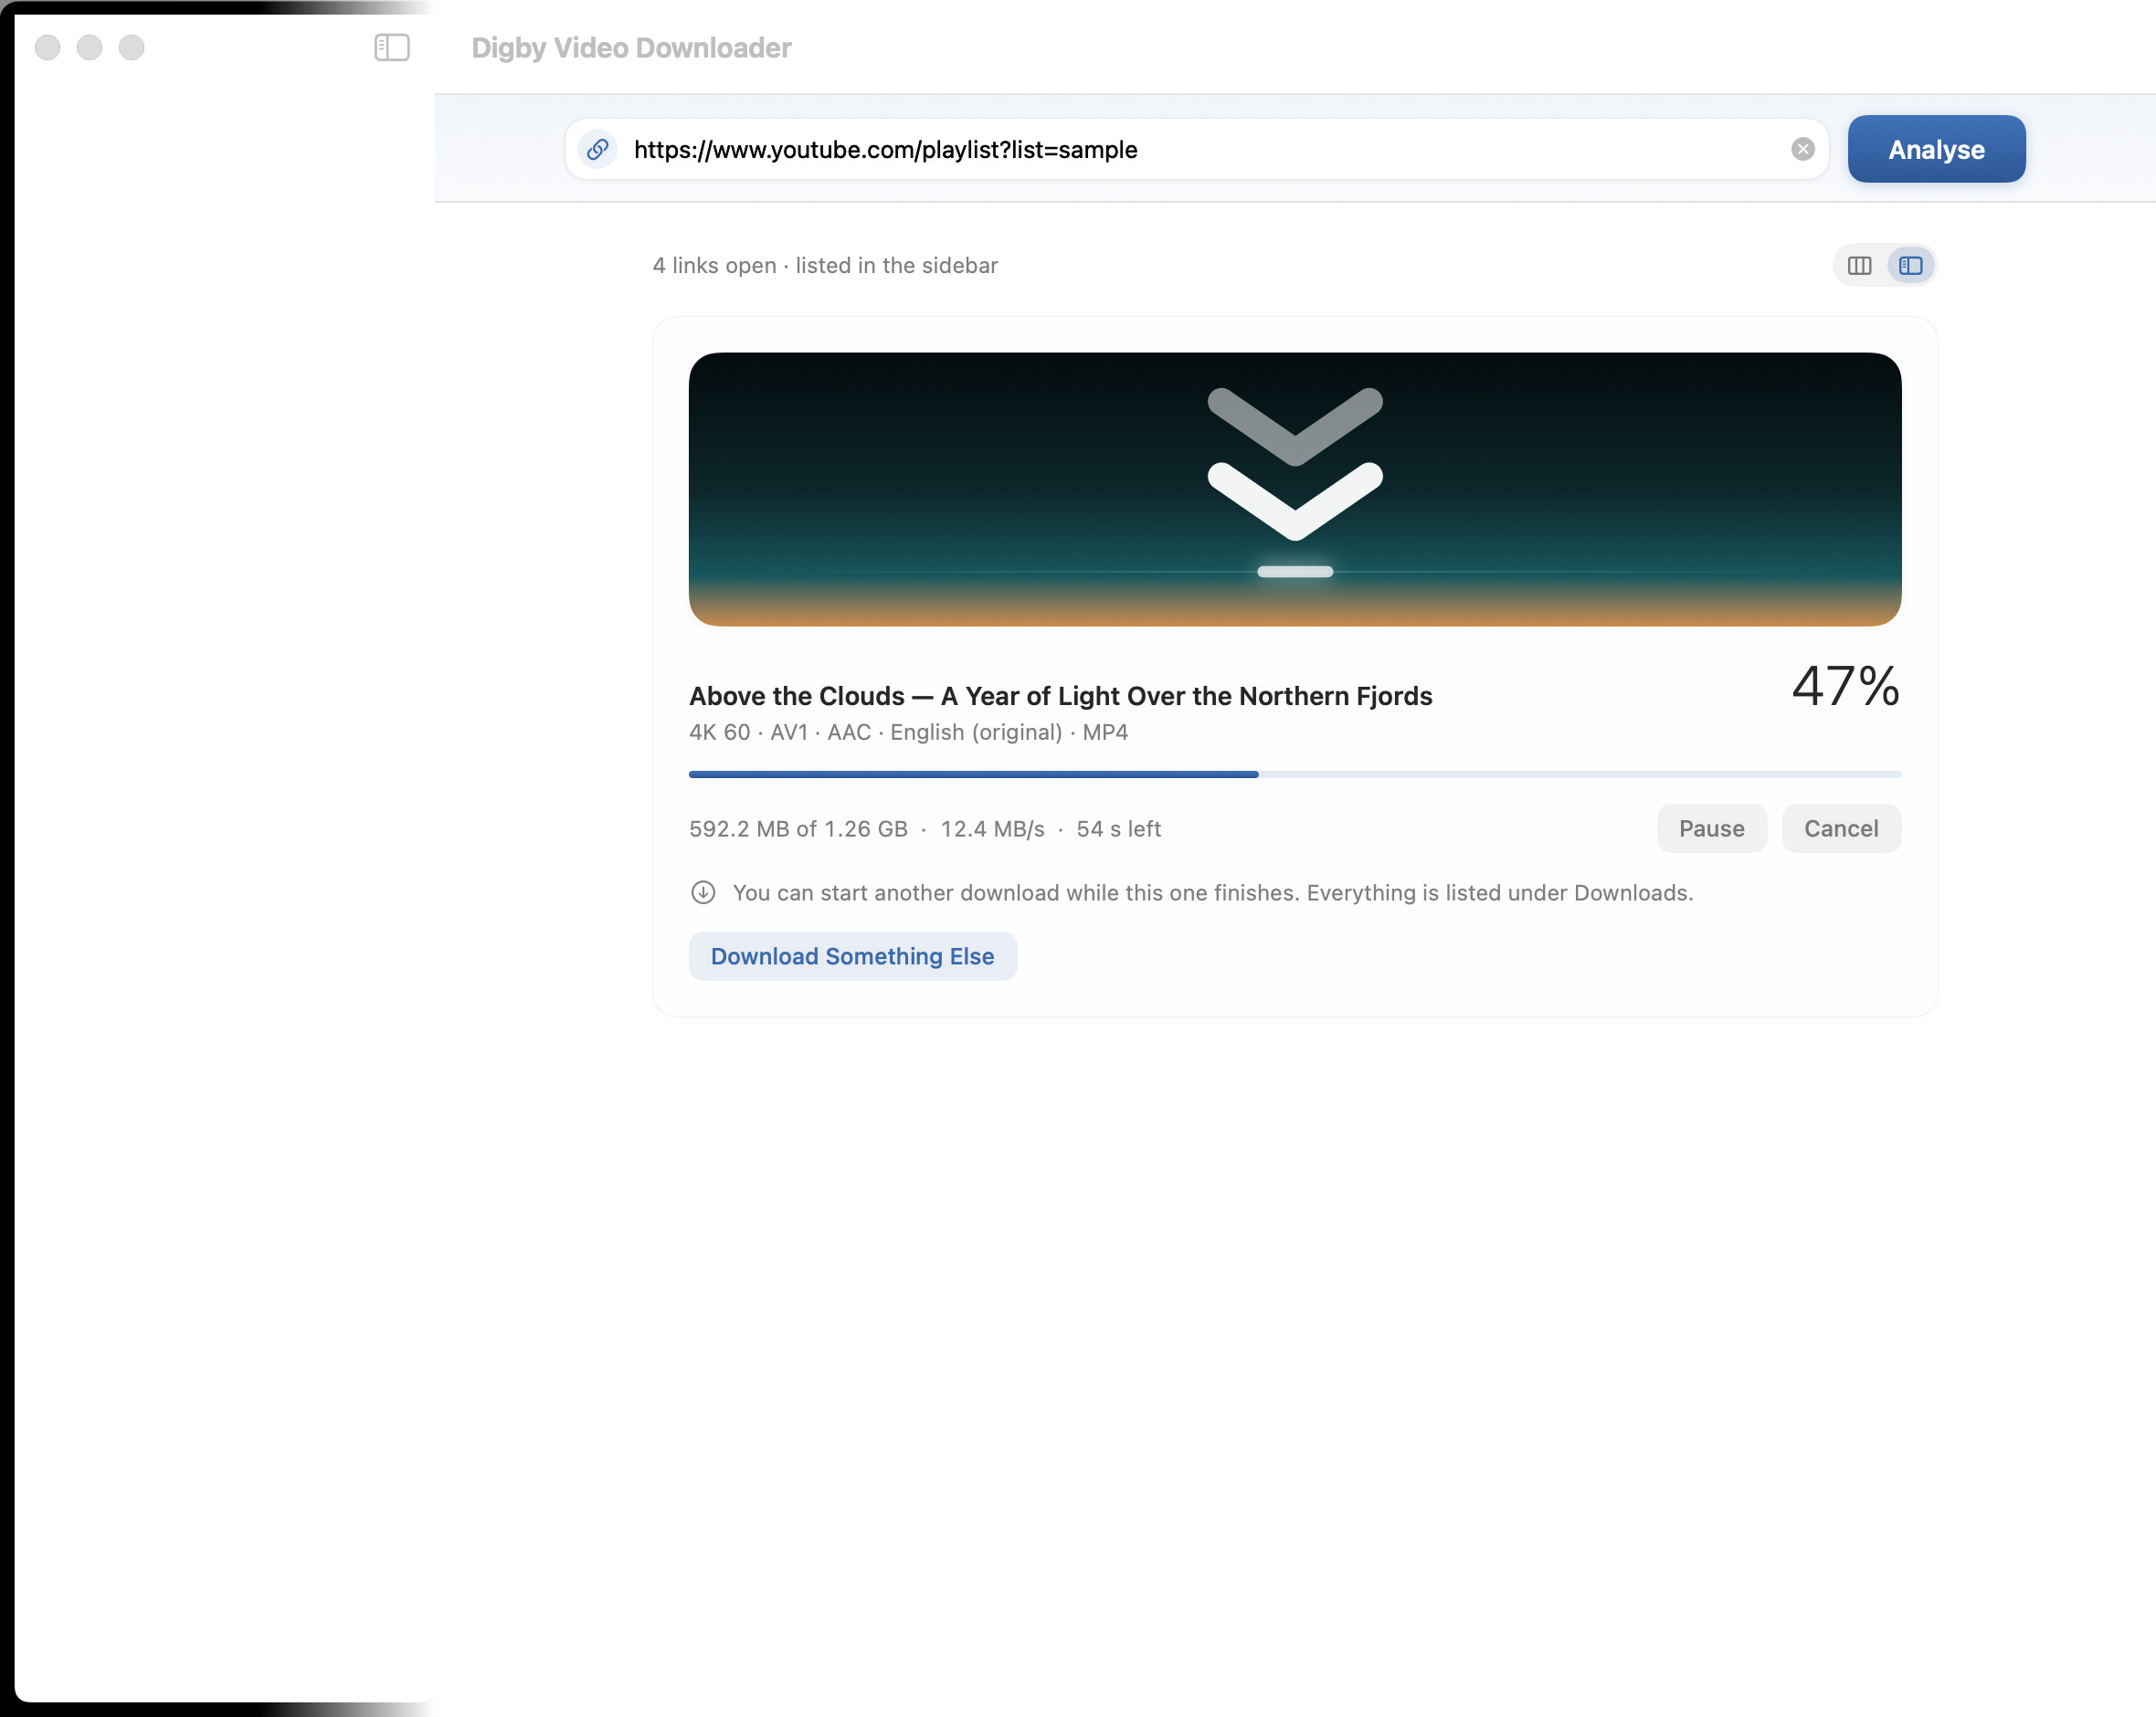 Digby Video Downloader
https://www.youtube.com/playlist?list=sample
Analyse
4 links open · listed in the sidebar
Above the Clouds — A Year of Light Over the Northern Fjords
47%
4K 60 · AV1 · AAC · English (original) · MP4
592.2 MB of 1.26 GB · 12.4 MB/s · 54 s left
Pause
Cancel
You can start another download while this one finishes. Everything is listed under Downloads.
Download Something Else